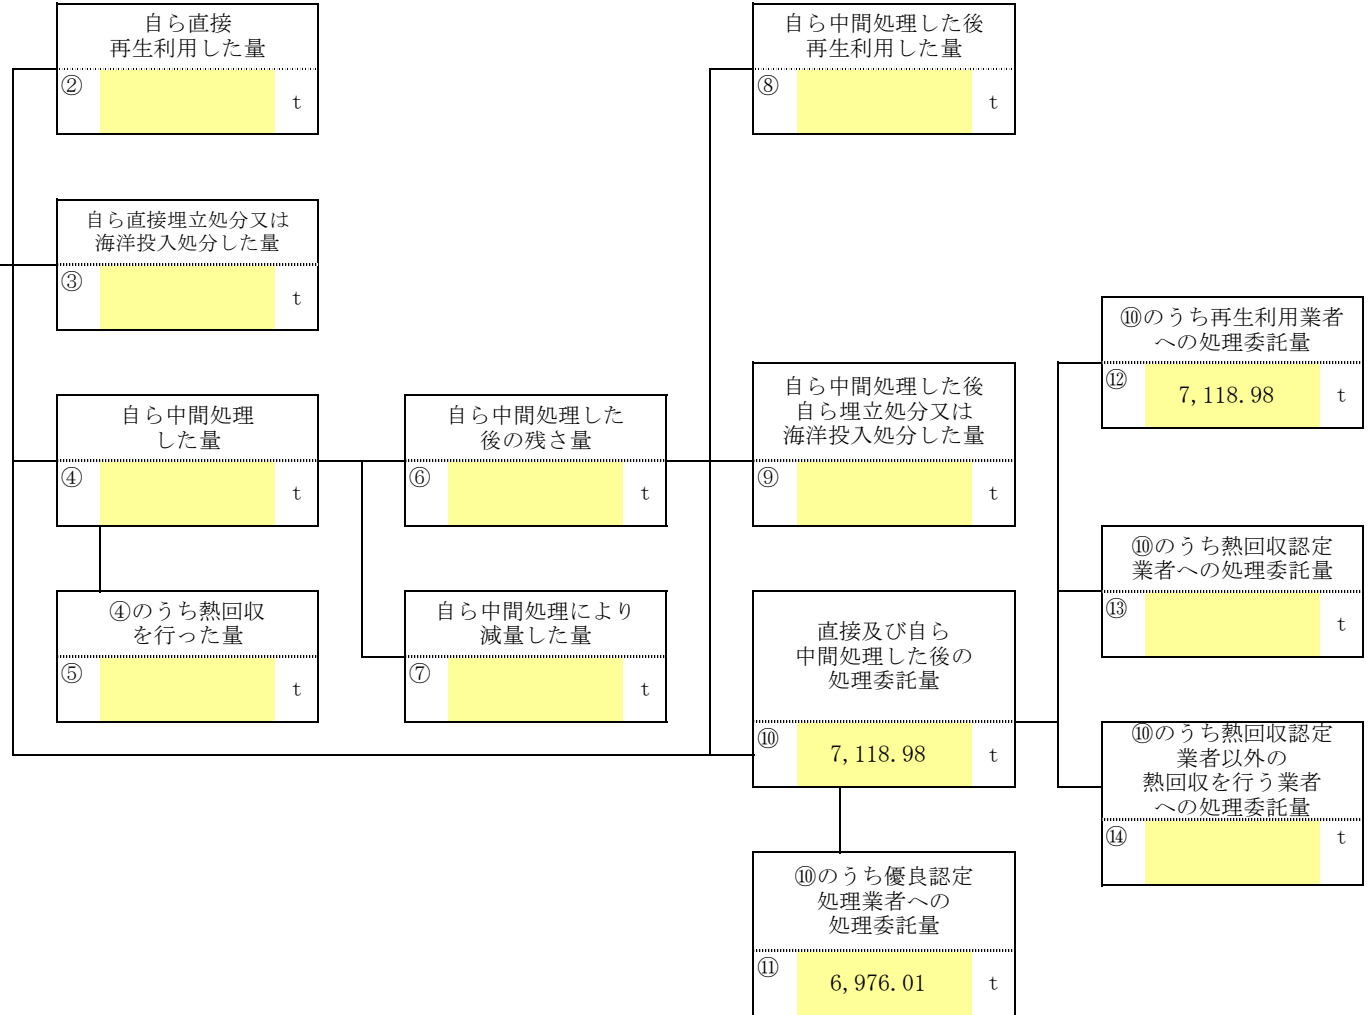 自ら直接
再生利用した量
②
t
自ら直接埋立処分又は
海洋投入処分した量
③
t
自ら中間処理
した量
④
t
④のうち熱回収
を行った量
⑤
t
自ら中間処理した
後の残さ量
⑥
t
自ら中間処理により
減量した量
⑦
t
自ら中間処理した後
再生利用した量
⑧
t
自ら中間処理した後
自ら埋立処分又は
海洋投入処分した量
⑨
t
直接及び自ら
中間処理した後の
処理委託量
⑩ 7,118.98 t
⑩のうち優良認定
処理業者への
処理委託量
⑪ 6,976.01 t
⑩のうち再生利用業者
への処理委託量
⑫ 7,118.98 t
⑩のうち熱回収認定
業者への処理委託量
⑬
t
⑩のうち熱回収認定
業者以外の
熱回収を行う業者
への処理委託量
⑭
t